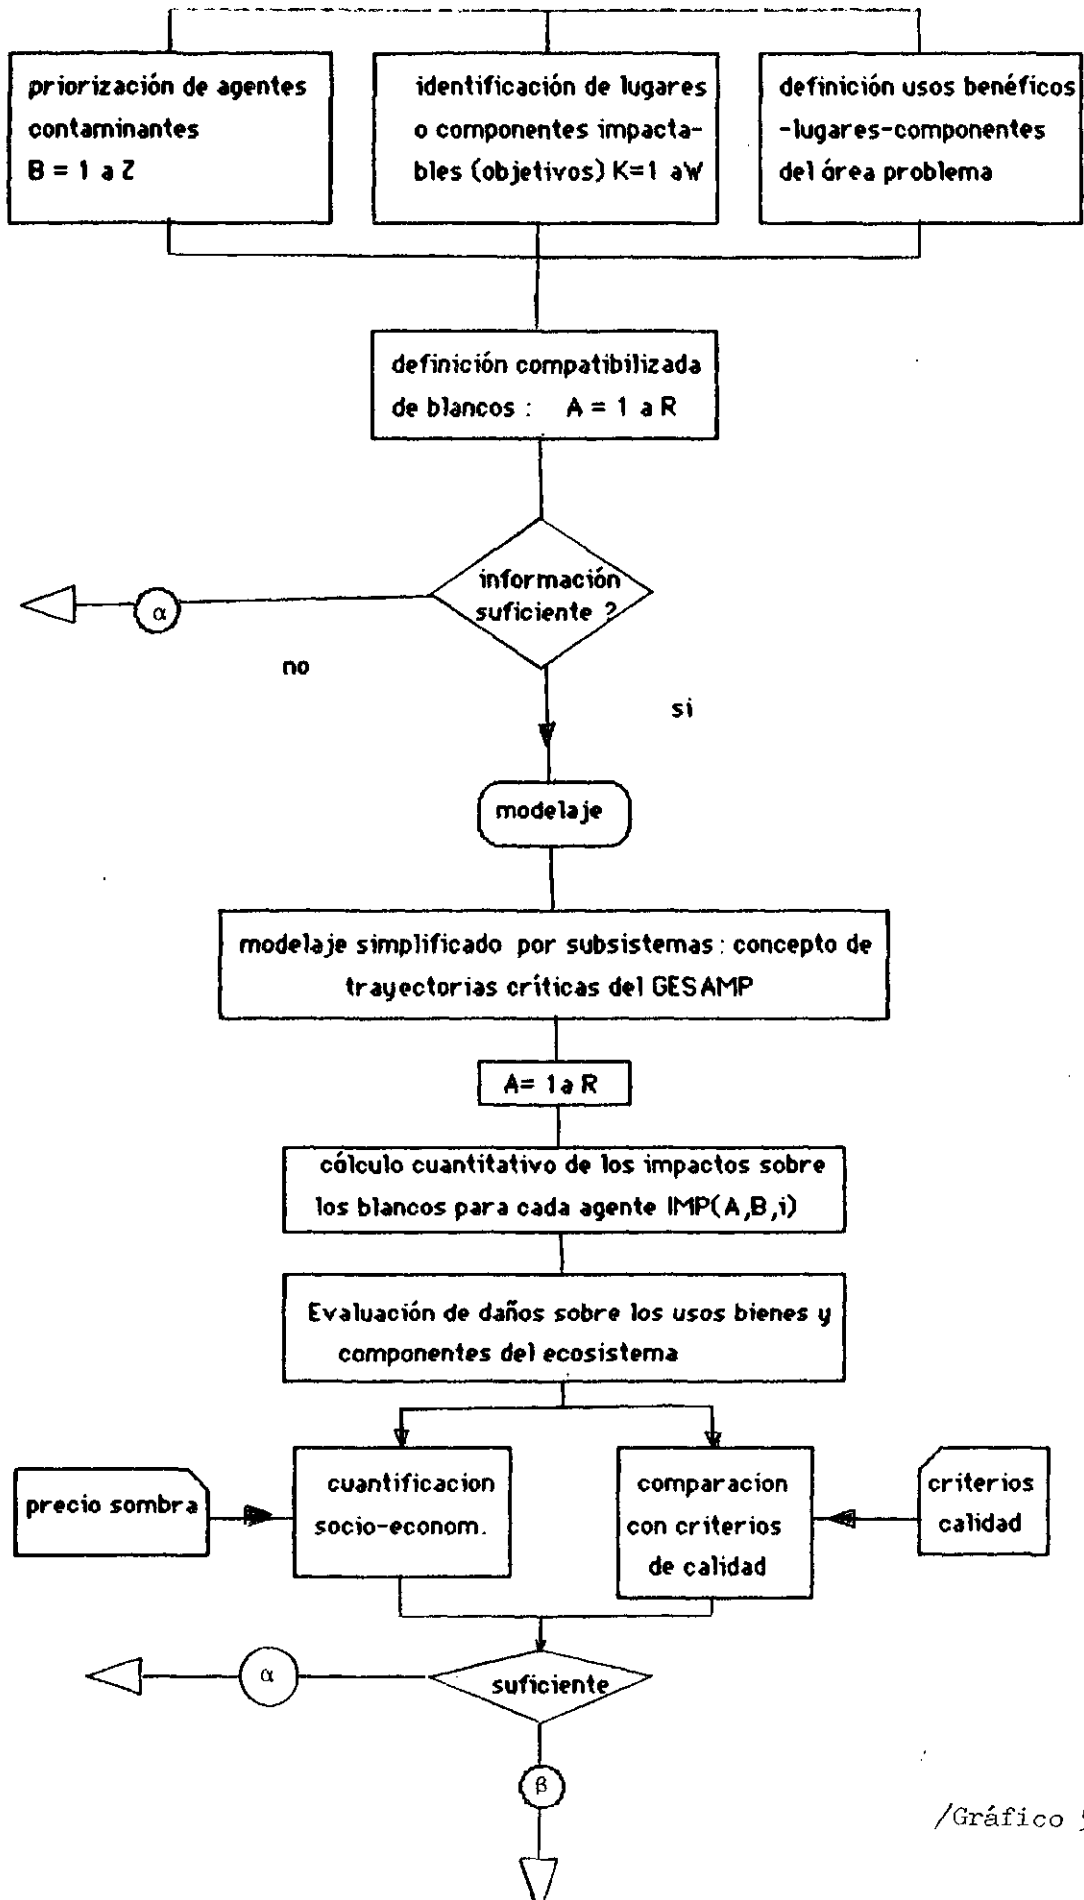 priorización de agentes
contaminantes
B = 1 a Z
identificación de lugares
o componentes impacta-
bles (objetivos) K=1 a W
definición usos benéficos
-lugares-componentes
del área problema
definición compatibilizada
de blancos : A = 1 a R
información
suficiente ?
α
no
si
modelaje
modelaje simplificado por subsistemas : concepto de
trayectorias críticas del GESAMP
A= 1 a R
cálculo cuantitativo de los impactos sobre
los blancos para cada agente IMP(A,B,i)
Evaluación de daños sobre los usos bienes y
componentes del ecosistema
precio sombra
cuantificacion
socio-econom.
comparacion
con criterios
de calidad
criterios
calidad
α
suficiente
β
/Gráfico